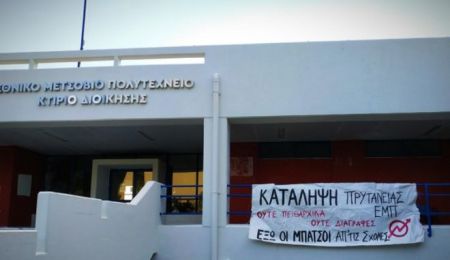 ΕΘΝΙΚΟ ΜΕΤΣΟΒΙΟ ΠΟΛΥΤΕΧΝΕΙΟ
ΚΤΙΡΙΟ ΔΙΟΙΚΗΣΗΣ
ΚΑΤΑΛΗΨΗ ΠΡΥΤΑΝΕΙΑΣ
ΕΜΠ
ΟΥΤΕ ΠΕΙΘΑΡΧΙΚΑ
ΟΥΤΕ ΔΙΑΓΡΑΦΕΣ
ΕΞΩ ΟΙ ΜΠΑΤΣΟΙ ΑΠ'ΤΙΣ ΣΧΟΛΕΣ